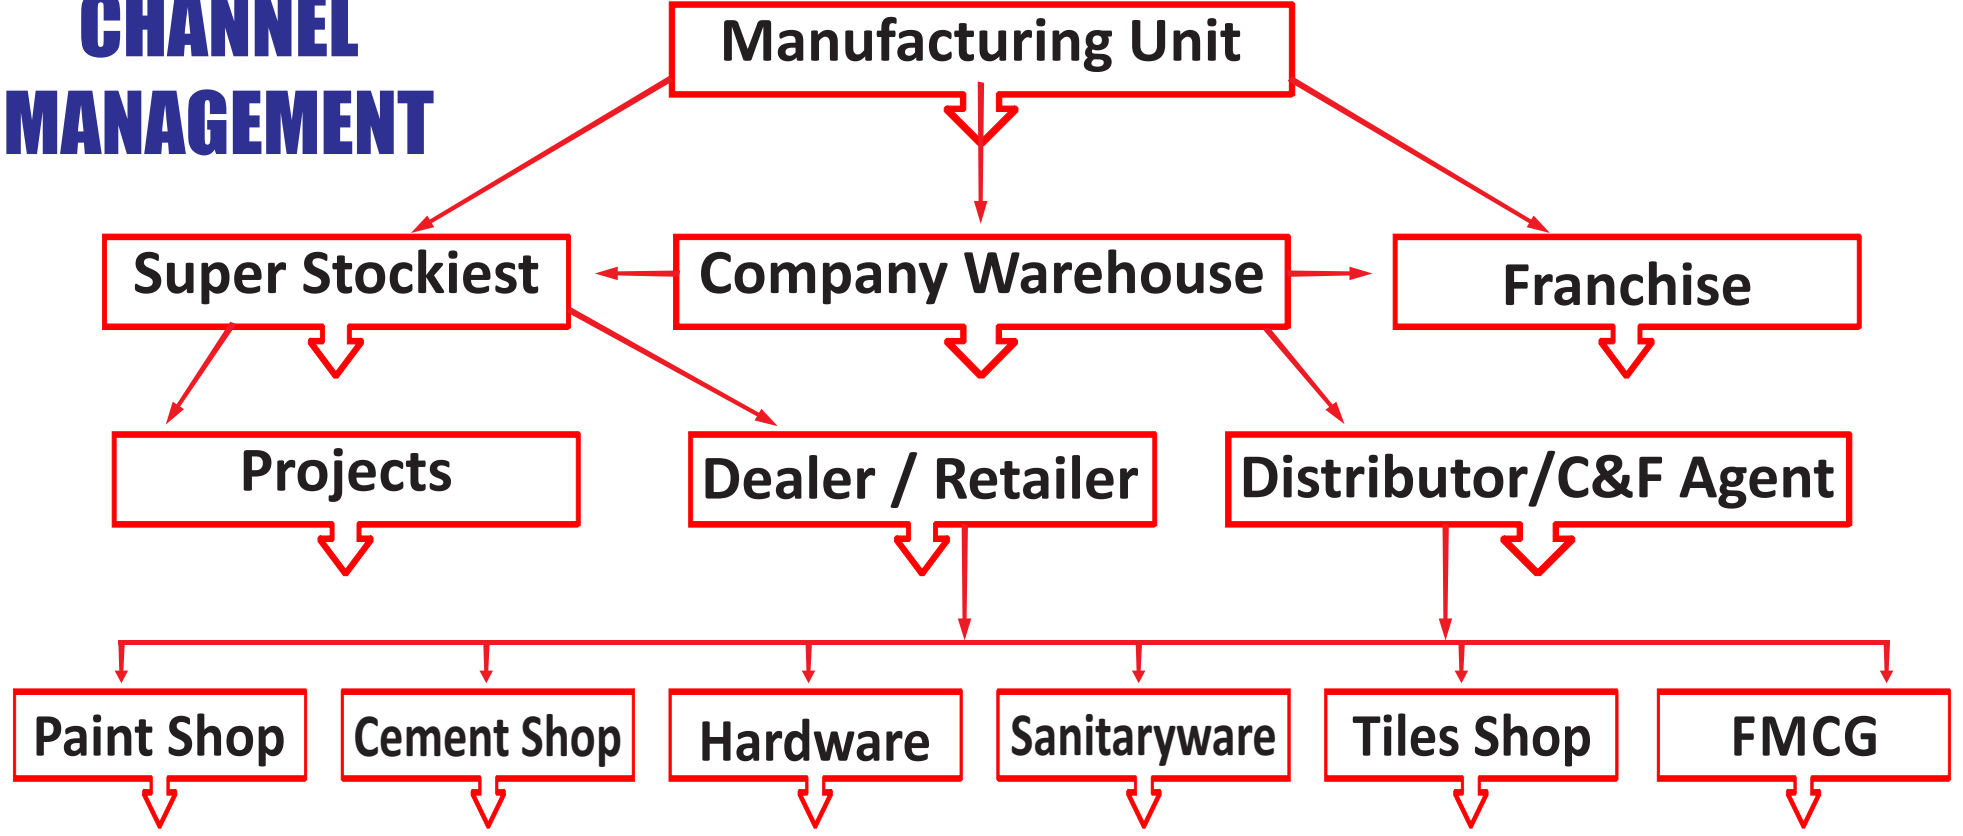 CHANNEL
MANAGEMENT
Manufacturing Unit
Super Stockiest
Company Warehouse
Franchise
Projects
Dealer / Retailer
Distributor/C&F Agent
Paint Shop
Cement Shop
Hardware
Sanitaryware
Tiles Shop
FMCG